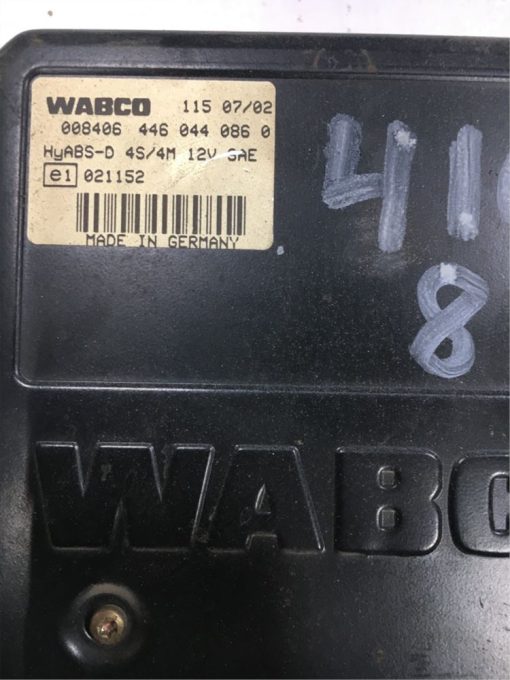 WABCO 115 07/02
008406 446 044 086 0
HyABS-D 4S/4M 12V GAE
e1 021152
MADE IN GERMANY
41
8
WABC